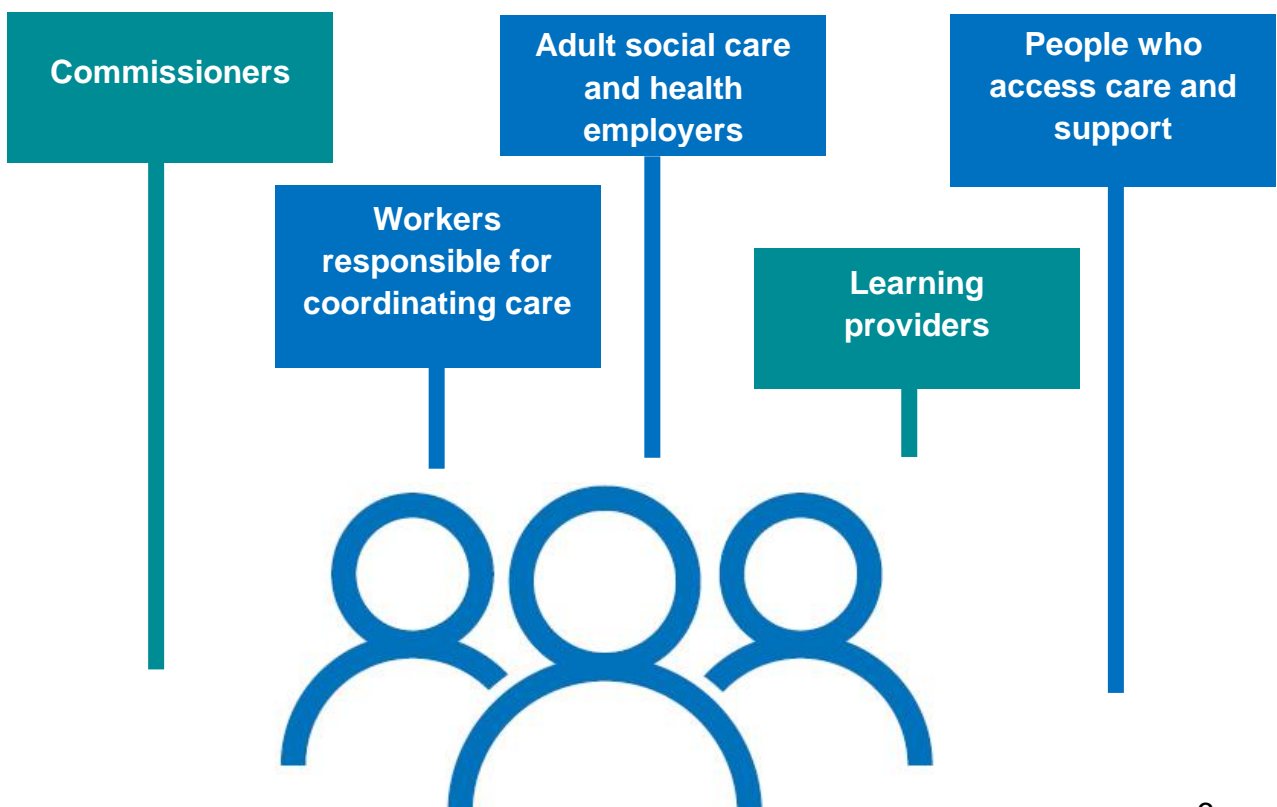 Commissioners
Adult social care
and health
employers
People who
access care and
support
Workers
responsible for
coordinating care
Learning
providers